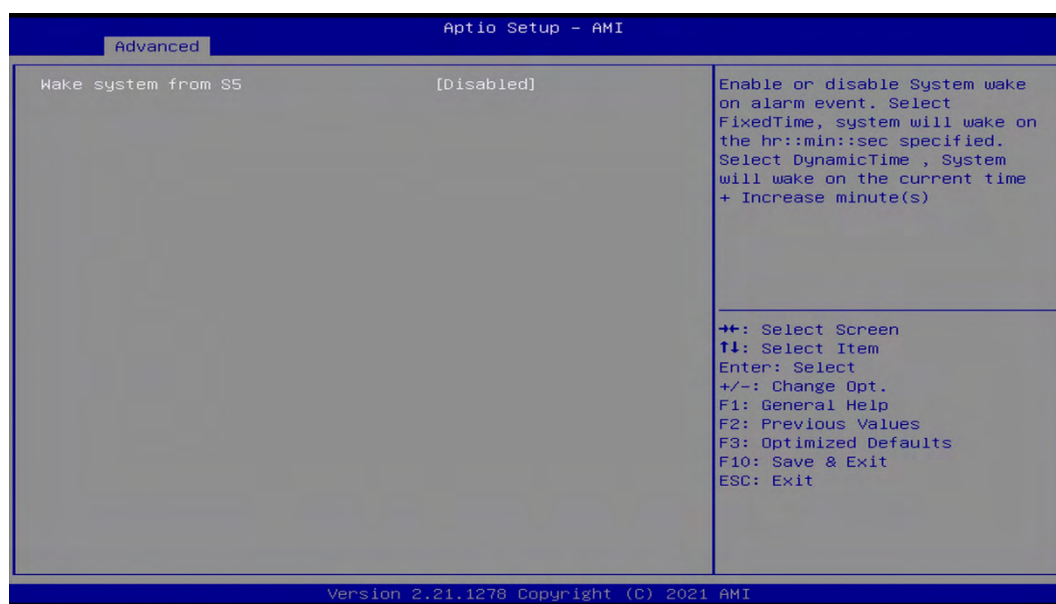 Aptio Setup – AMI
Advanced
Wake system from S5 [Disabled]
Enable or disable System wake
on alarm event. Select
FixedTime, system will wake on
the hr::min::sec specified.
Select DynamicTime , System
will wake on the current time
+ Increase minute(s)
→←: Select Screen
↑↓: Select Item
Enter: Select
+/-: Change Opt.
F1: General Help
F2: Previous Values
F3: Optimized Defaults
F10: Save & Exit
ESC: Exit
Version 2.21.1278 Copyright (C) 2021 AMI